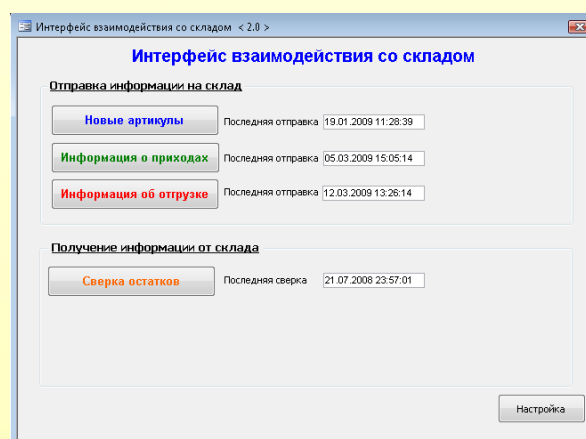 Интерфейс взаимодействия со складом < 2.0 >
Интерфейс взаимодействия со складом
Отправка информации на склад
Новые артикулы Последняя отправка 19.01.2009 11:28:39
Информация о приходах Последняя отправка 05.03.2009 15:05:14
Информация об отгрузке Последняя отправка 12.03.2009 13:26:14
Получение информации от склада
Сверка остатков Последняя сверка 21.07.2008 23:57:01
Настройка